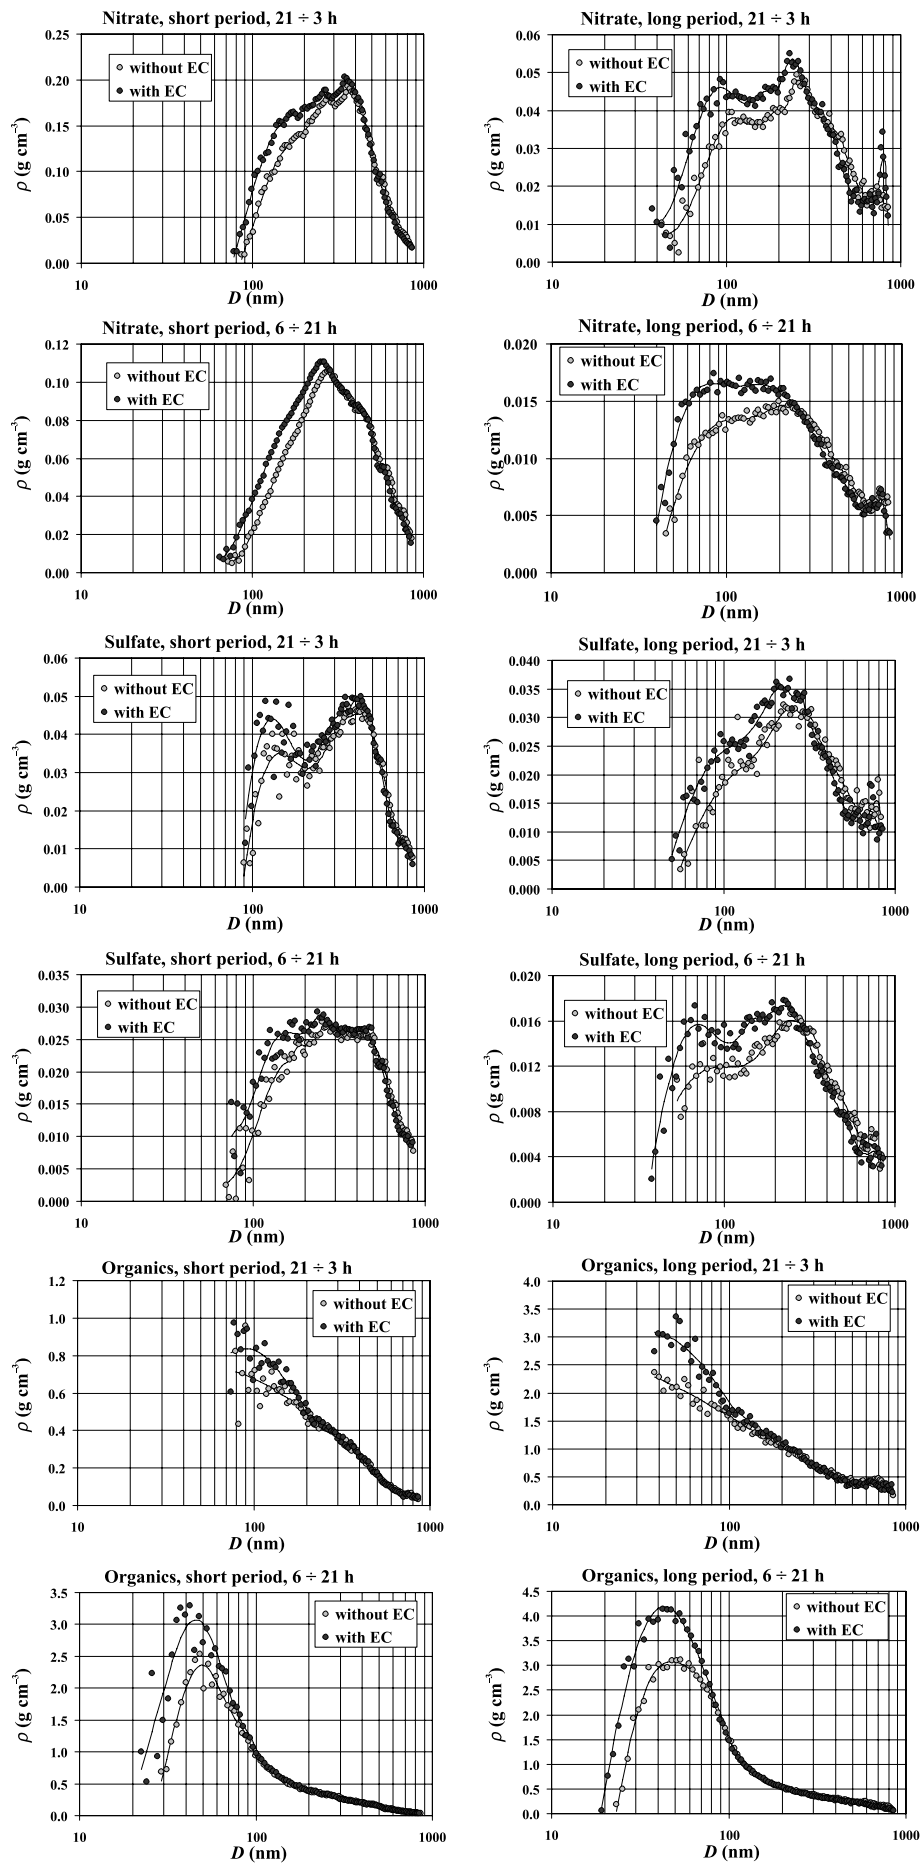 Nitrate, short period, 21 ÷ 3 h
0.25
0.20
0.15
0.10
0.05
0.00
ρ (g cm⁻³)
without EC
with EC
10
100
1000
D (nm)
Nitrate, long period, 21 ÷ 3 h
0.06
0.05
0.04
0.03
0.02
0.01
0.00
ρ (g cm⁻³)
without EC
with EC
10
100
1000
D (nm)
Nitrate, short period, 6 ÷ 21 h
0.12
0.10
0.08
0.06
0.04
0.02
0.00
ρ (g cm⁻³)
without EC
with EC
10
100
1000
D (nm)
Nitrate, long period, 6 ÷ 21 h
0.020
0.015
0.010
0.005
0.000
ρ (g cm⁻³)
without EC
with EC
10
100
1000
D (nm)
Sulfate, short period, 21 ÷ 3 h
0.06
0.05
0.04
0.03
0.02
0.01
0.00
ρ (g cm⁻³)
without EC
with EC
10
100
1000
D (nm)
Sulfate, long period, 21 ÷ 3 h
0.040
0.035
0.030
0.025
0.020
0.015
0.010
0.005
0.000
ρ (g cm⁻³)
without EC
with EC
10
100
1000
D (nm)
Sulfate, short period, 6 ÷ 21 h
0.035
0.030
0.025
0.020
0.015
0.010
0.005
0.000
ρ (g cm⁻³)
without EC
with EC
10
100
1000
D (nm)
Sulfate, long period, 6 ÷ 21 h
0.020
0.016
0.012
0.008
0.004
0.000
ρ (g cm⁻³)
without EC
with EC
10
100
1000
D (nm)
Organics, short period, 21 ÷ 3 h
1.2
1.0
0.8
0.6
0.4
0.2
0.0
ρ (g cm⁻³)
without EC
with EC
10
100
1000
D (nm)
Organics, long period, 21 ÷ 3 h
4.0
3.5
3.0
2.5
2.0
1.5
1.0
0.5
0.0
ρ (g cm⁻³)
without EC
with EC
10
100
1000
D (nm)
Organics, short period, 6 ÷ 21 h
3.5
3.0
2.5
2.0
1.5
1.0
0.5
0.0
ρ (g cm⁻³)
without EC
with EC
10
100
1000
D (nm)
Organics, long period, 6 ÷ 21 h
4.5
4.0
3.5
3.0
2.5
2.0
1.5
1.0
0.5
0.0
ρ (g cm⁻³)
without EC
with EC
10
100
1000
D (nm)